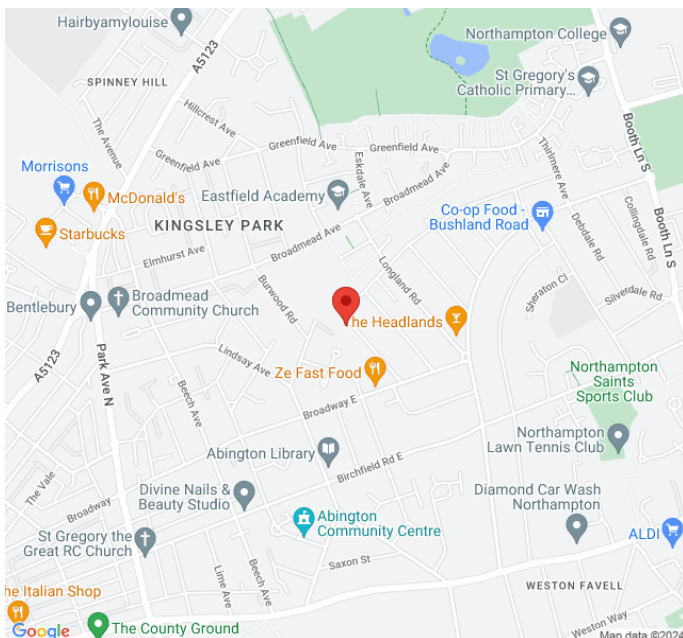 Hairbyamylouise
A5123
Northampton College
SPINNEY HILL
St Gregory's
Catholic Primary...
The Avenue
Hillcrest Ave
Booth Ln S
Greenfield Ave
Greenfield Ave
Thirlmere Ave
Morrisons
Eskdale Ave
Broadmead Ave
McDonald's
Eastfield Academy
Co-op Food -
Bushland Road
Collingdale Rd
Starbucks
KINGSLEY PARK
Debdale Rd
Booth Ln S
Broadmead Ave
Elmhurst Ave
Longland Rd
Sheraton Cl
Burwood Rd
Silverdale Rd
Bentlebury
Broadmead
Community Church
The Headlands
A5123
Park Ave N
Lindsay Ave
Ze Fast Food
Northampton
Saints
Sports Club
Beech Ave
Broadway E
Northampton
Lawn Tennis Club
Abington Library
Birchfield Rd E
The Vale
Divine Nails &
Beauty Studio
Diamond Car Wash
Northampton
Broadway
Abington
Community Centre
St Gregory the
Great RC Church
ALDI
Saxon St
Lime Ave
Beech Ave
WESTON FAVELL
he Italian Shop
Weston Way
Google
The County Ground
Map data ©2024